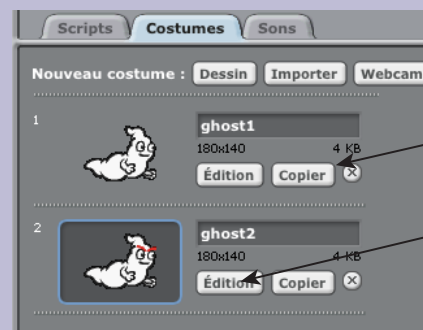 Scripts Costumes Sons
Nouveau costume : Dessin Importer Webcam
1
ghost1
180x140 4 KB
Édition Copier
2
ghost2
180x140 4 KB
Édition Copier